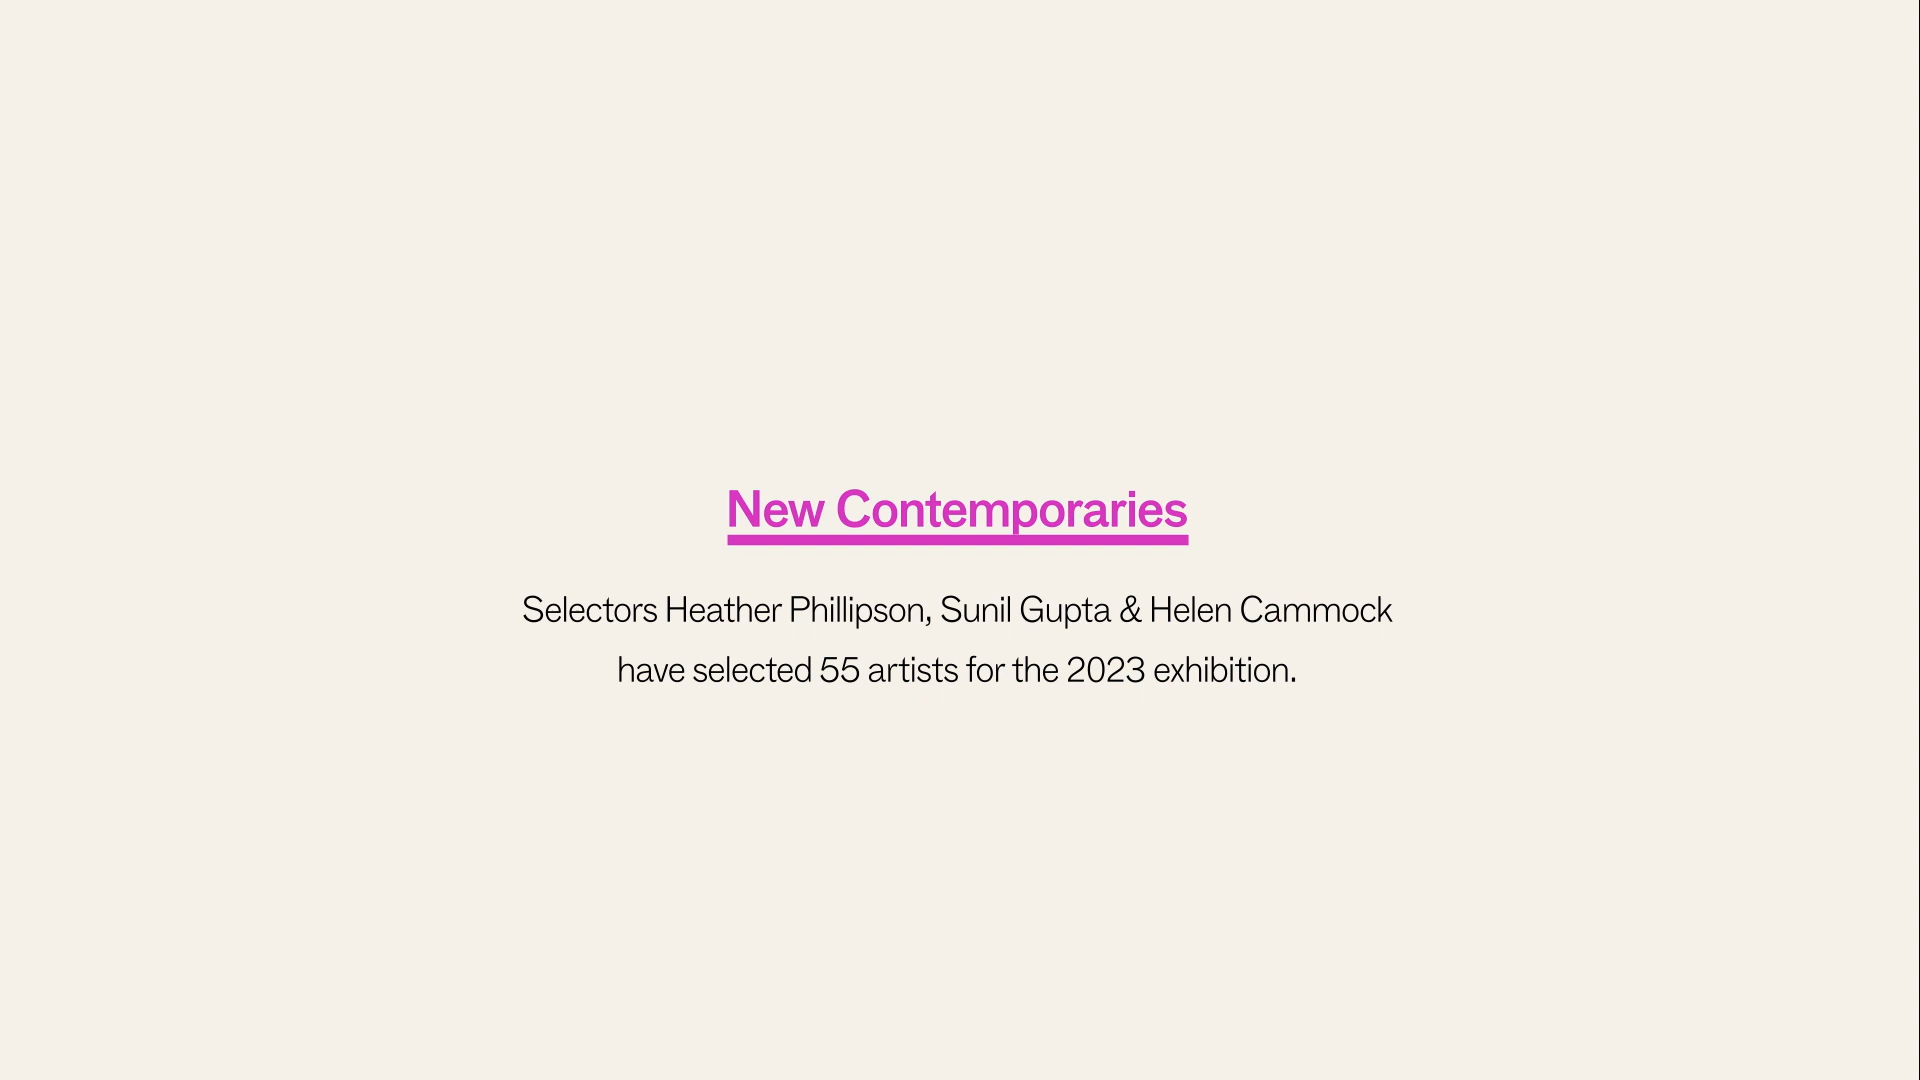 New Contemporaries
Selectors Heather Phillipson, Sunil Gupta & Helen Cammock
have selected 55 artists for the 2023 exhibition.